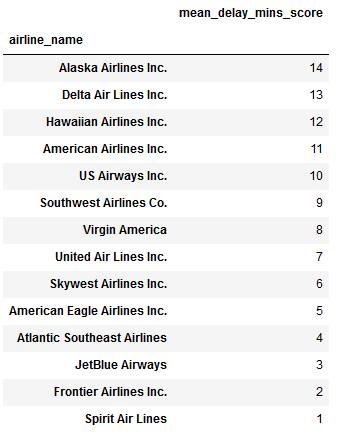 mean_delay_mins_score
airline_name
Alaska Airlines Inc. 14
Delta Air Lines Inc. 13
Hawaiian Airlines Inc. 12
American Airlines Inc. 11
US Airways Inc. 10
Southwest Airlines Co. 9
Virgin America 8
United Air Lines Inc. 7
Skywest Airlines Inc. 6
American Eagle Airlines Inc. 5
Atlantic Southeast Airlines 4
JetBlue Airways 3
Frontier Airlines Inc. 2
Spirit Air Lines 1